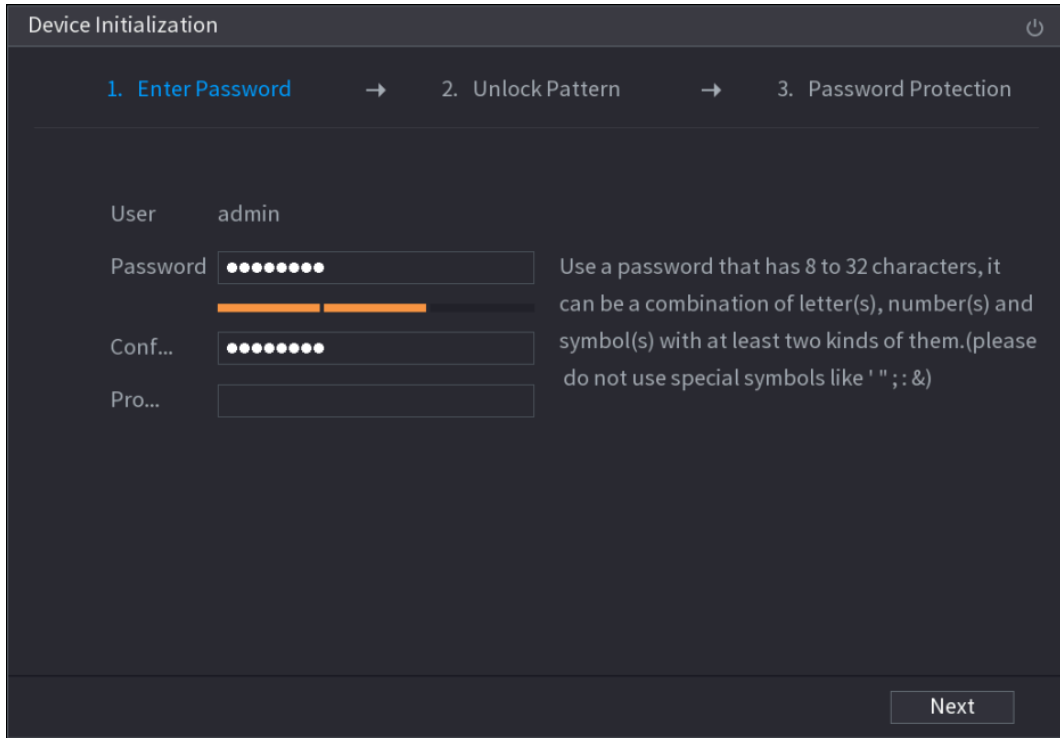 Device Initialization
1. Enter Password → 2. Unlock Pattern → 3. Password Protection
User admin
Password ●●●●●●●●
Use a password that has 8 to 32 characters, it
can be a combination of letter(s), number(s) and
symbol(s) with at least two kinds of them.(please
do not use special symbols like ' " ; : &)
Conf... ●●●●●●●●
Pro...
Next